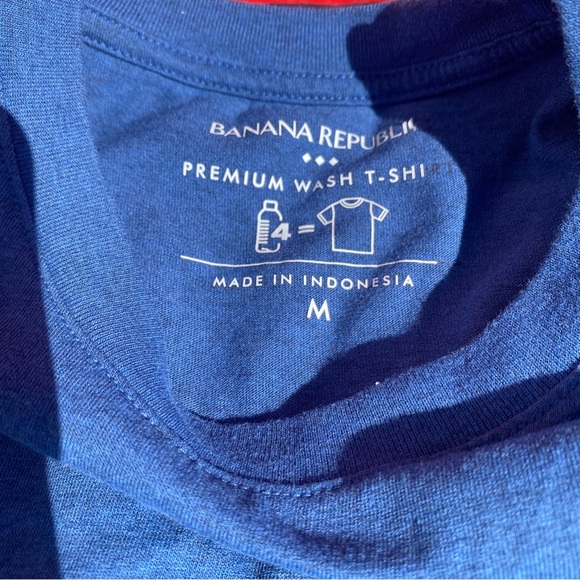 BANANA REPUBLIC
PREMIUM WASH T-SHI
4 =
MADE IN INDONESIA
M